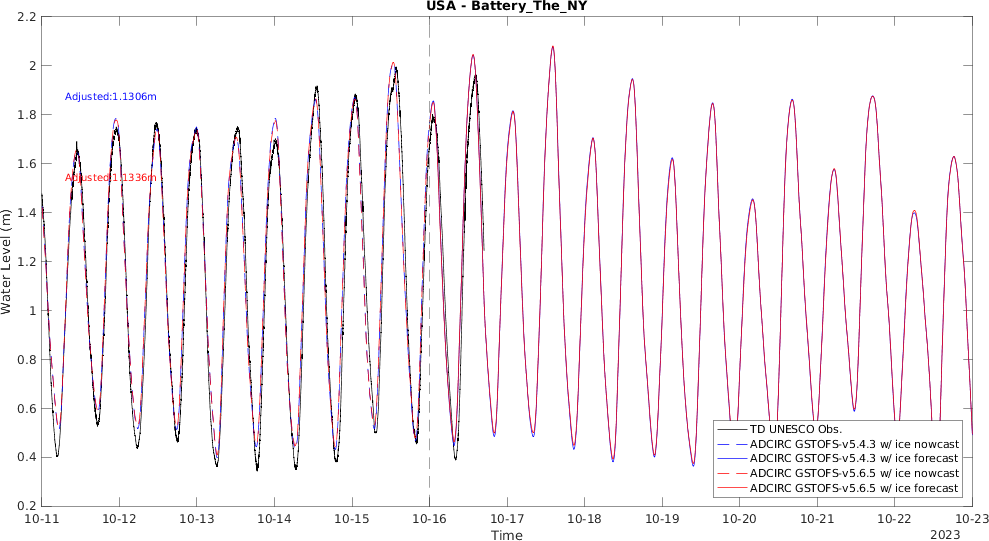 USA - Battery_The_NY
2.2
2
1.8
1.6
1.4
1.2
1
0.8
0.6
0.4
0.2
Water Level (m)
Adjusted:1.1306m
Adjusted:1.1336m
TD UNESCO Obs.
ADCIRC GSTOFS-v5.4.3 w/ ice nowcast
ADCIRC GSTOFS-v5.4.3 w/ ice forecast
ADCIRC GSTOFS-v5.6.5 w/ ice nowcast
ADCIRC GSTOFS-v5.6.5 w/ ice forecast
10-11 10-12 10-13 10-14 10-15 10-16 10-17 10-18 10-19 10-20 10-21 10-22 10-23
Time
2023